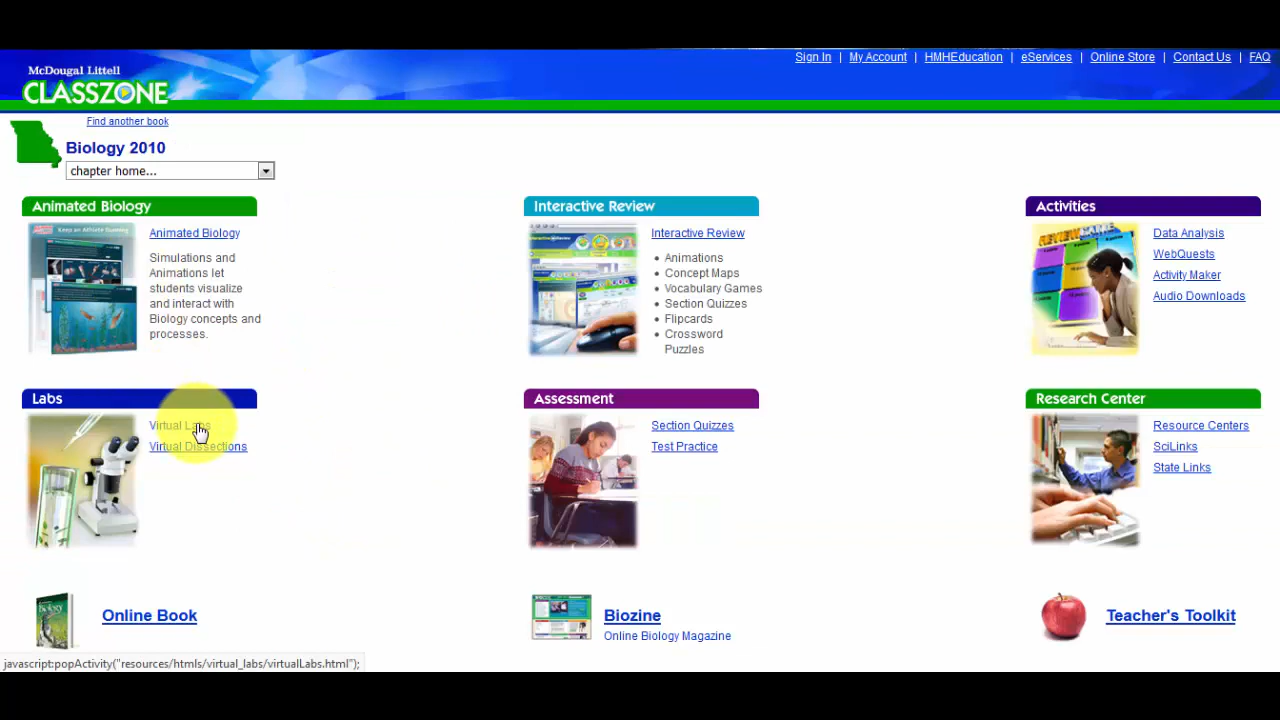 McDougal Littell
CLASSZONE
Sign In | My Account | HMHEducation | eServices | Online Store | Contact Us | FAQ
Find another book
Biology 2010
chapter home...
Animated Biology
Animated Biology
Simulations and
Animations let
students visualize
and interact with
Biology concepts and
processes.
Interactive Review
Interactive Review
• Animations
• Concept Maps
• Vocabulary Games
• Section Quizzes
• Flipcards
• Crossword
Puzzles
Activities
Data Analysis
WebQuests
Activity Maker
Audio Downloads
Labs
Virtual Labs
Virtual Dissections
Assessment
Section Quizzes
Test Practice
Research Center
Resource Centers
SciLinks
State Links
Online Book
Biozine
Online Biology Magazine
Teacher's Toolkit
javascript:popActivity("resources/htmls/virtual_labs/virtualLabs.html");